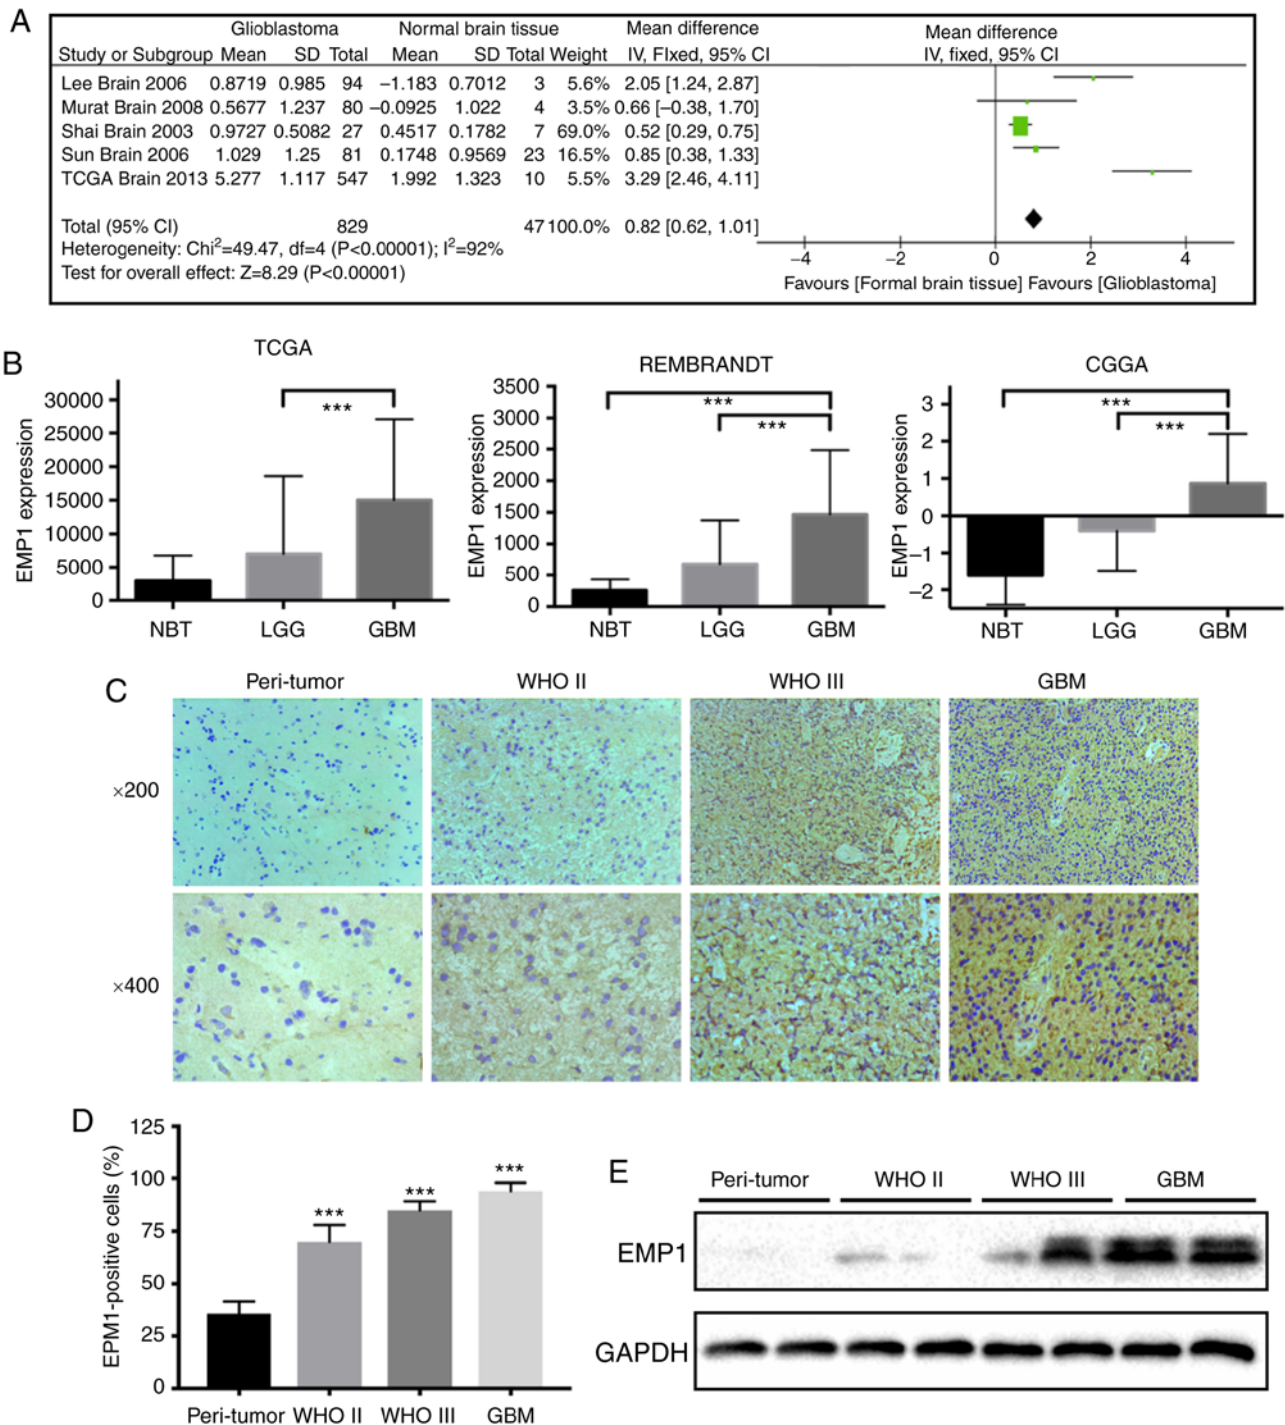 A
Glioblastoma Normal brain tissue Mean difference Mean difference
Study or Subgroup Mean SD Total Mean SD Total Weight IV, FIxed, 95% CI IV, fixed, 95% CI
Lee Brain 2006 0.8719 0.985 94 −1.183 0.7012 3 5.6% 2.05 [1.24, 2.87]
Murat Brain 2008 0.5677 1.237 80 −0.0925 1.022 4 3.5% 0.66 [−0.38, 1.70]
Shai Brain 2003 0.9727 0.5082 27 0.4517 0.1782 7 69.0% 0.52 [0.29, 0.75]
Sun Brain 2006 1.029 1.25 81 0.1748 0.9569 23 16.5% 0.85 [0.38, 1.33]
TCGA Brain 2013 5.277 1.117 547 1.992 1.323 10 5.5% 3.29 [2.46, 4.11]
Total (95% CI) 829 47 100.0% 0.82 [0.62, 1.01]
Heterogeneity: Chi²=49.47, df=4 (P<0.00001); I²=92%
Test for overall effect: Z=8.29 (P<0.00001)
−4 −2 0 2 4
Favours [Formal brain tissue] Favours [Glioblastoma]
B
TCGA
EMP1 expression
30000
25000
20000
15000
10000
5000
0
***
NBT LGG GBM
REMBRANDT
EMP1 expression
3500
3000
2500
2000
1500
1000
500
0
***
***
NBT LGG GBM
CGGA
EMP1 expression
3
2
1
0
−1
−2
***
***
NBT LGG GBM
C
Peri-tumor WHO II WHO III GBM
×200
×400
D
EPM1-positive cells (%)
125
100
75
50
25
0
***
***
***
Peri-tumor WHO II WHO III GBM
E
Peri-tumor WHO II WHO III GBM
EMP1
GAPDH